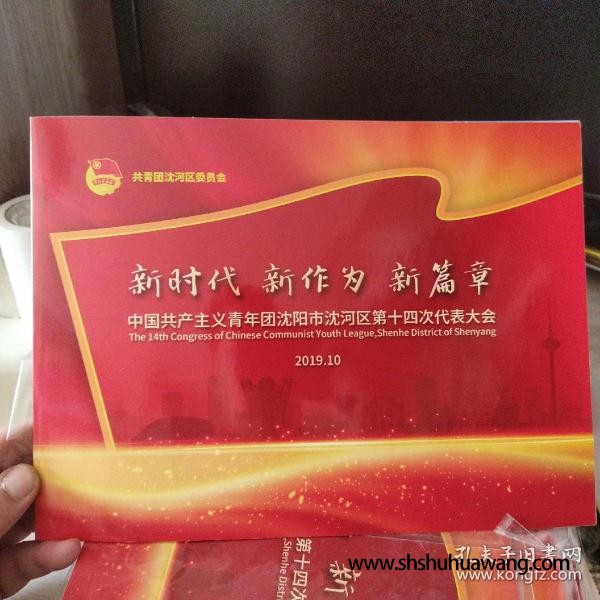 共青团沈河区委员会
新时代 新作为 新篇章
中国共产主义青年团沈阳市沈河区第十四次代表大会
The 14th Congress of Chinese Communist Youth League,Shenhe District of Shenyang
2019.10
新
第十四次
,Shenhe Distri
www.shshuhuawang.com
孔夫子旧书网
www.kongfz.com